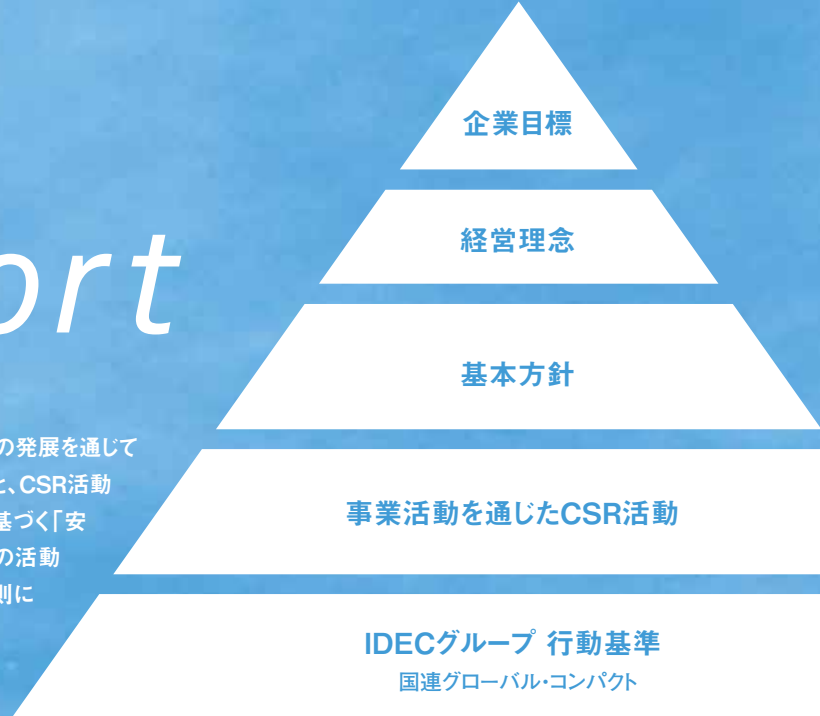 企業目標
経営理念
ort
基本方針
の発展を通じて
と、CSR活動
基づく「安
の活動
則に
事業活動を通じたCSR活動
IDECグループ 行動基準
国連グローバル・コンパクト